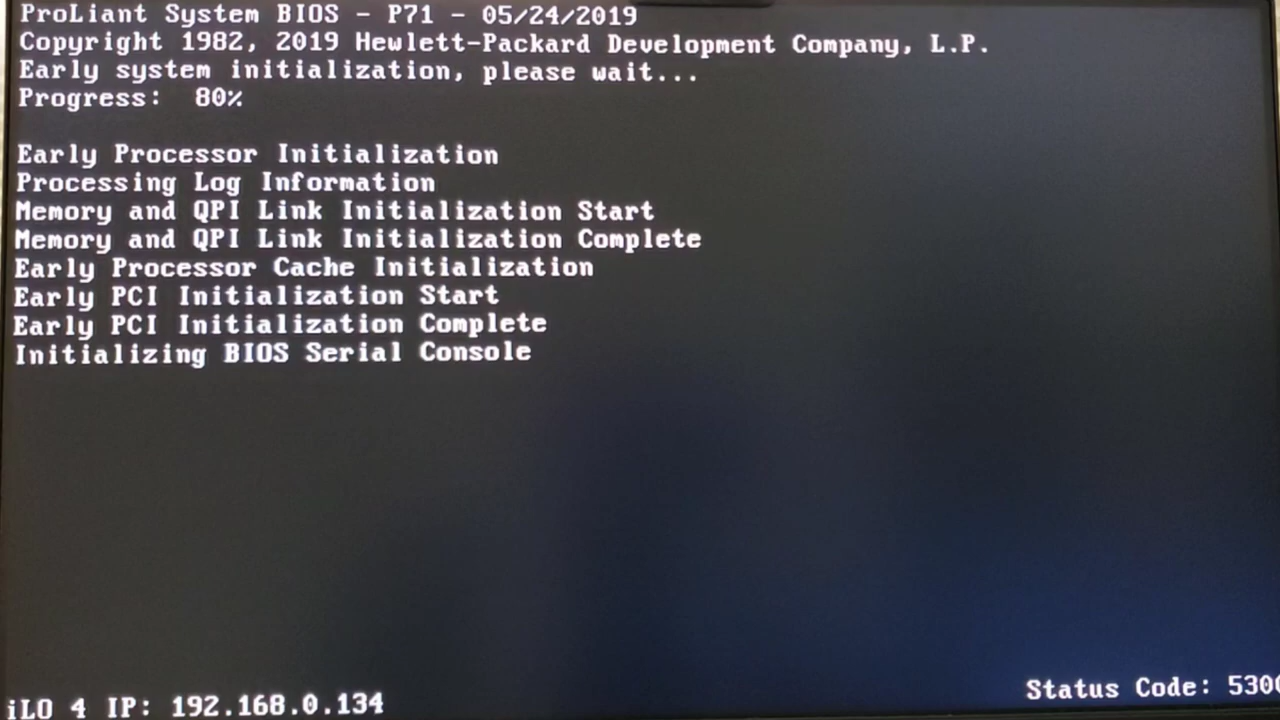 ProLiant System BIOS - P71 - 05/24/2019
Copyright 1982, 2019 Hewlett-Packard Development Company, L.P.
Early system initialization, please wait...
Progress:  80%
Early Processor Initialization
Processing Log Information
Memory and QPI Link Initialization Start
Memory and QPI Link Initialization Complete
Early Processor Cache Initialization
Early PCI Initialization Start
Early PCI Initialization Complete
Initializing BIOS Serial Console
iLO 4 IP: 192.168.0.134
Status Code: 5300